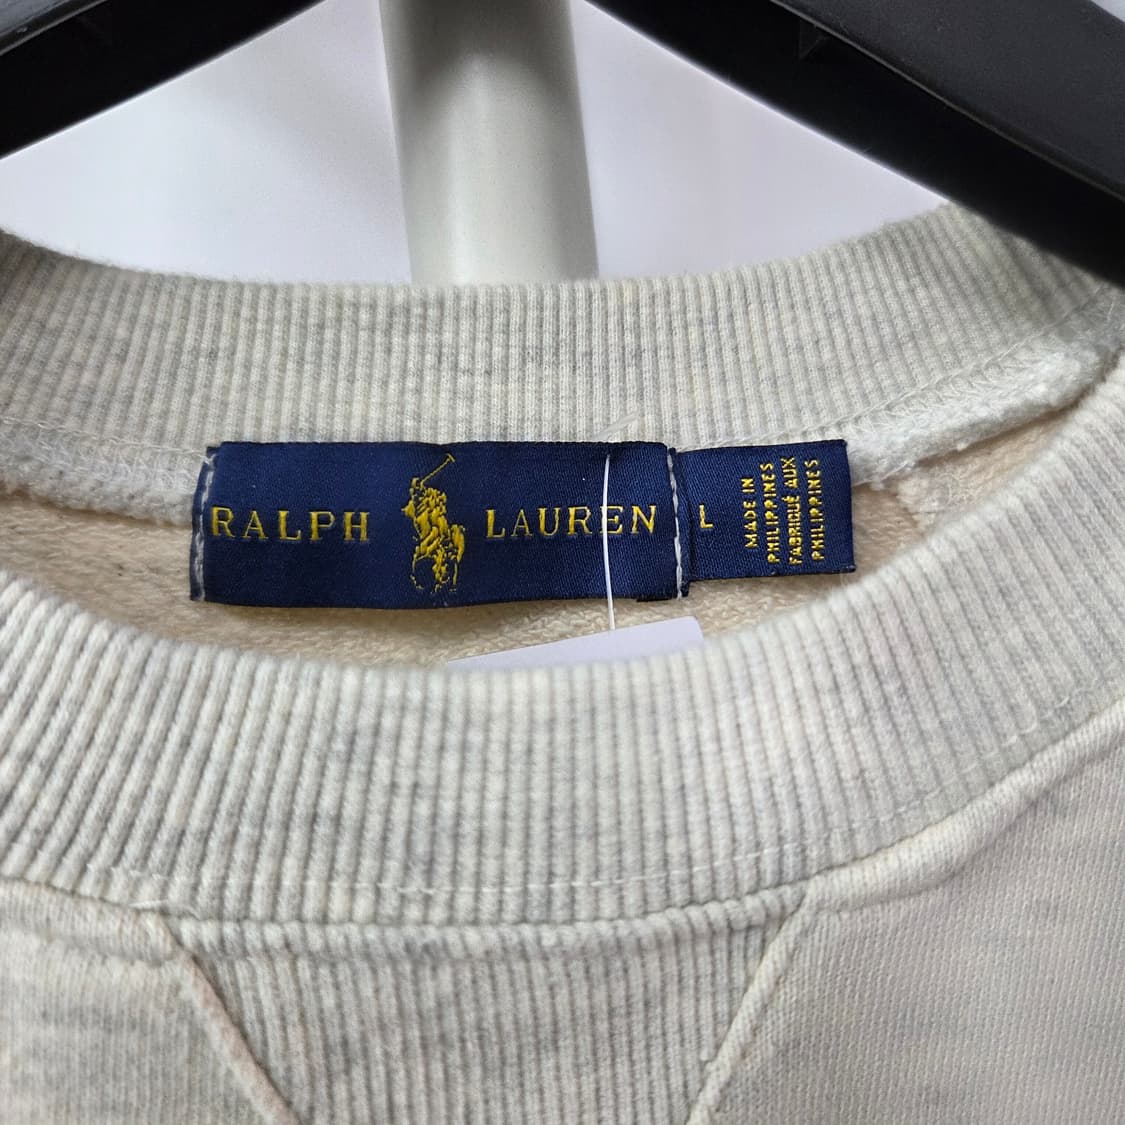 RALPH LAUREN
L
MADE IN
PHILIPPINES
FABRIQUÉ AUX
PHILIPPINES